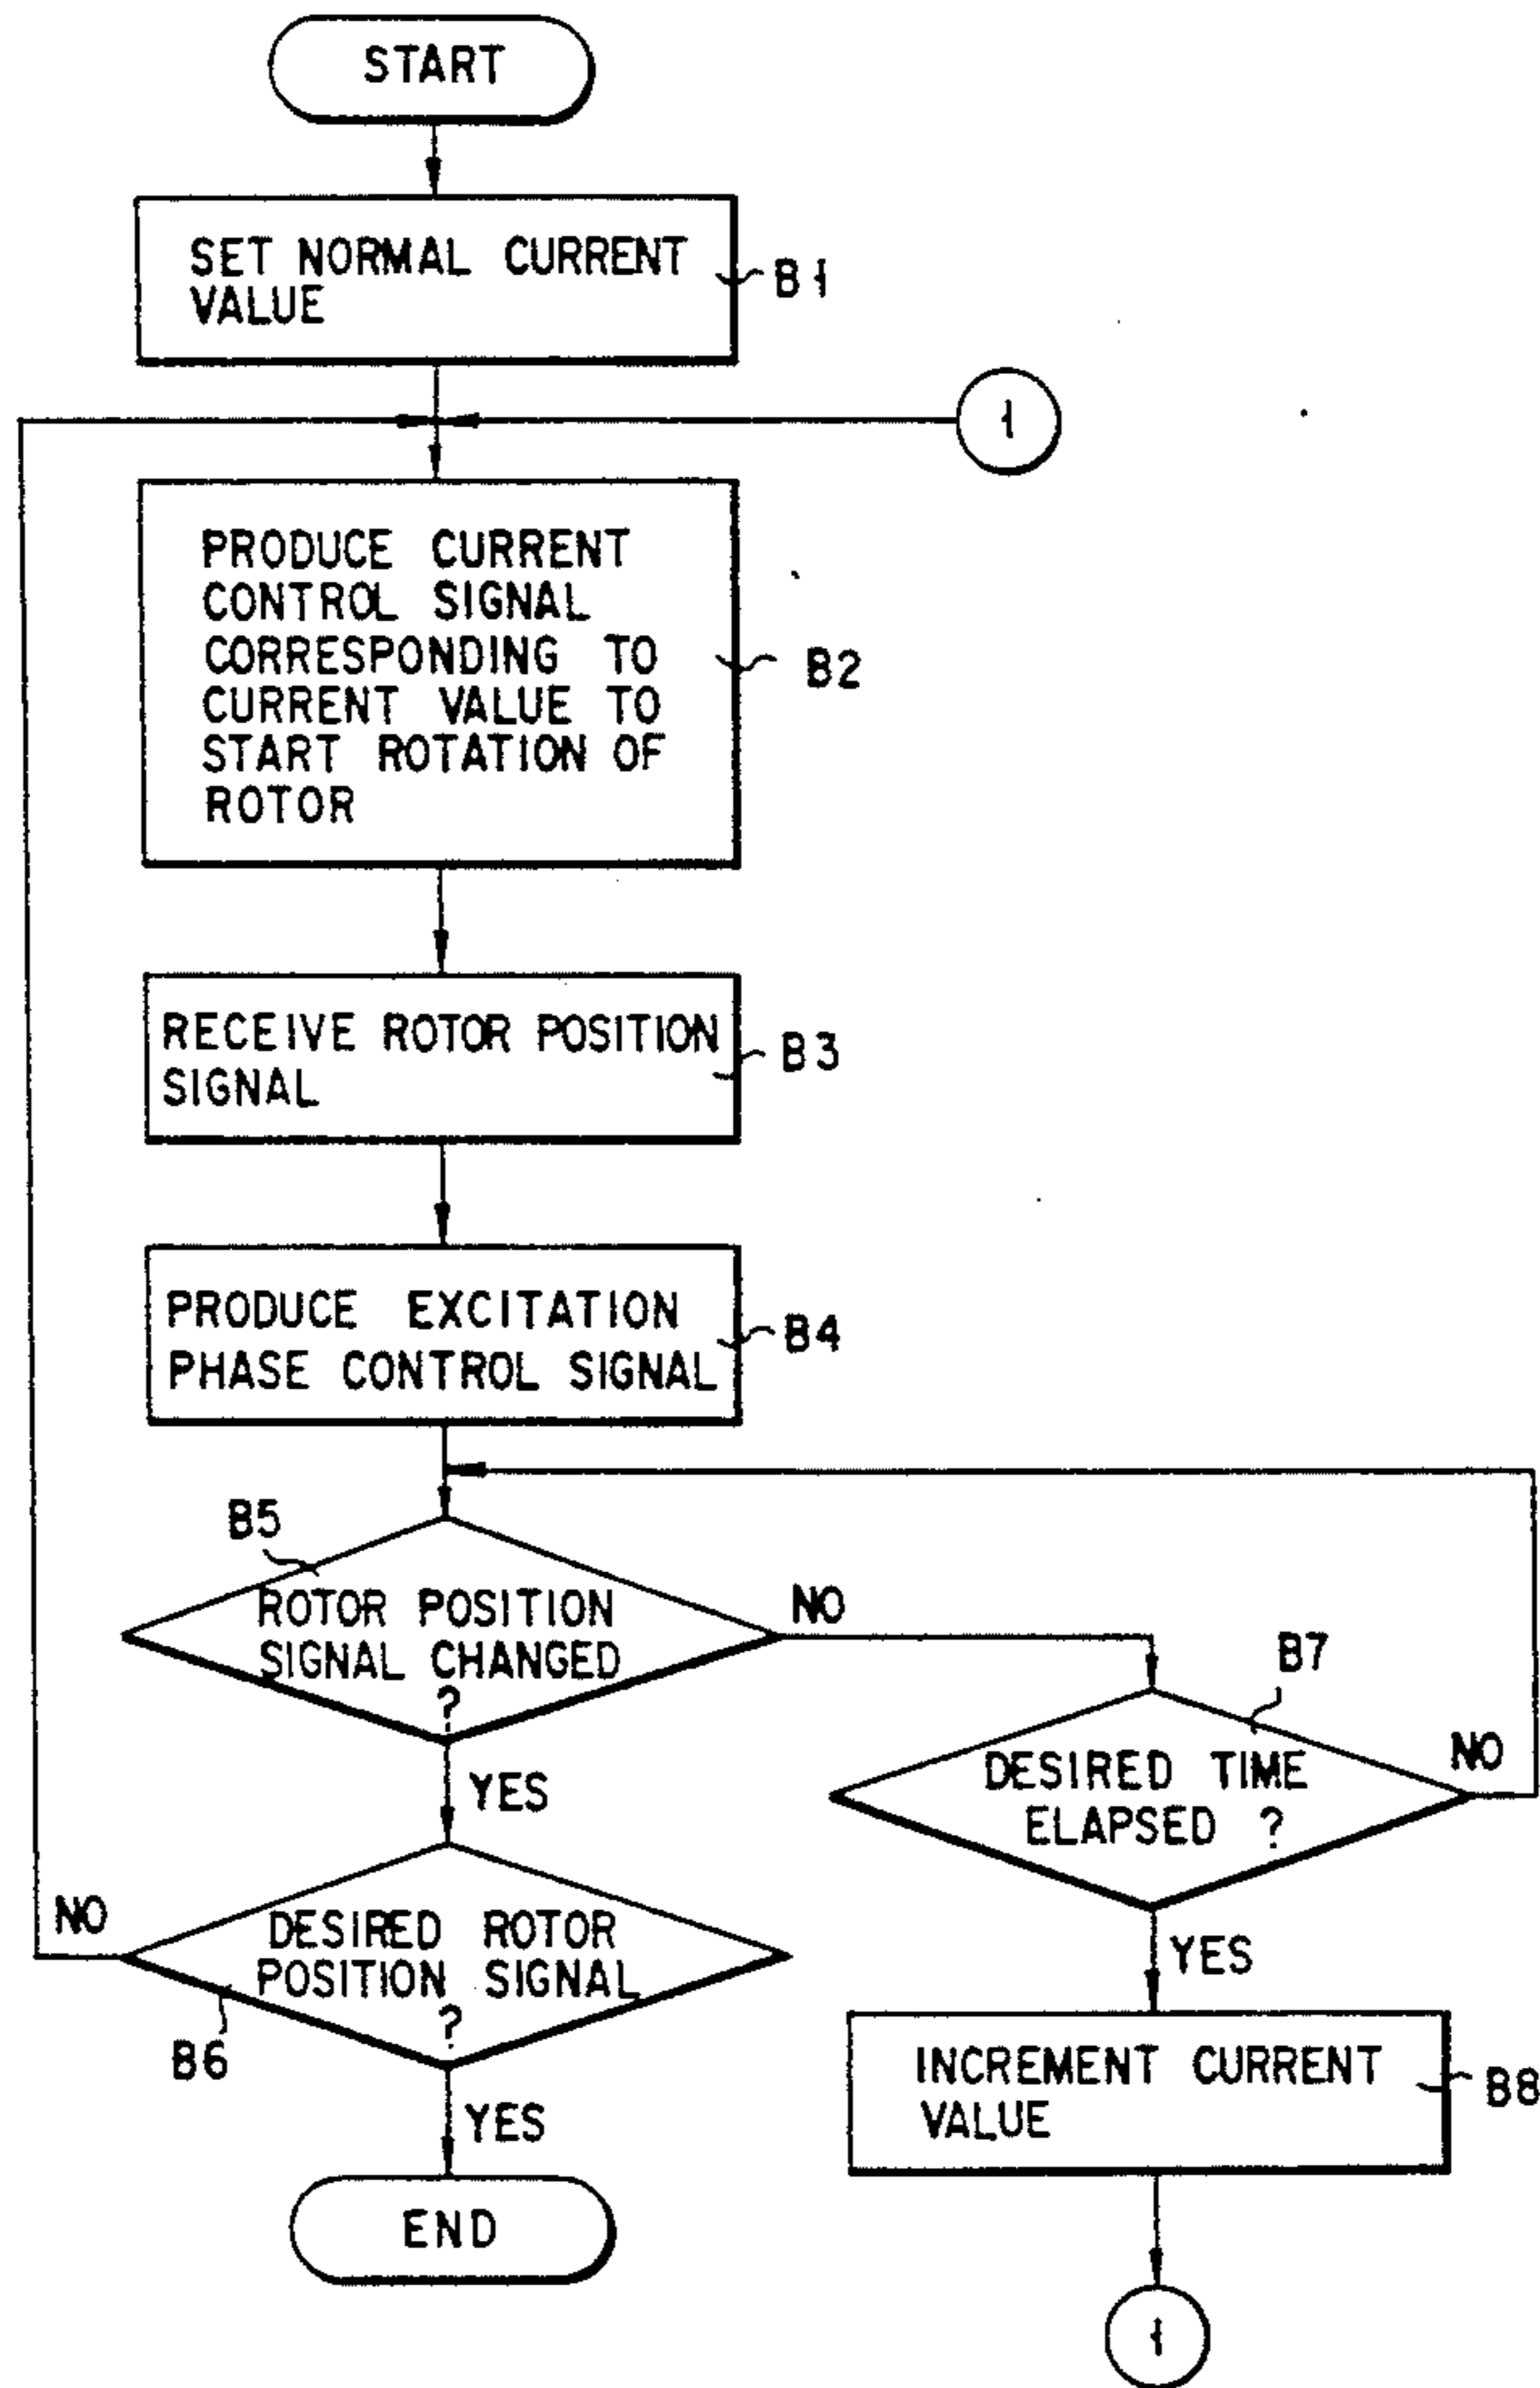 START
SET NORMAL CURRENT
VALUE
B1
1
PRODUCE CURRENT
CONTROL SIGNAL
CORRESPONDING TO
CURRENT VALUE TO
START ROTATION OF
ROTOR
B2
RECEIVE ROTOR POSITION
SIGNAL
B3
PRODUCE EXCITATION
PHASE CONTROL SIGNAL
B4
B5
ROTOR POSITION
SIGNAL CHANGED
?
NO
YES
B7
DESIRED TIME
ELAPSED ?
NO
YES
DESIRED ROTOR
POSITION SIGNAL
?
NO
B6
YES
INCREMENT CURRENT
VALUE
B8
END
1